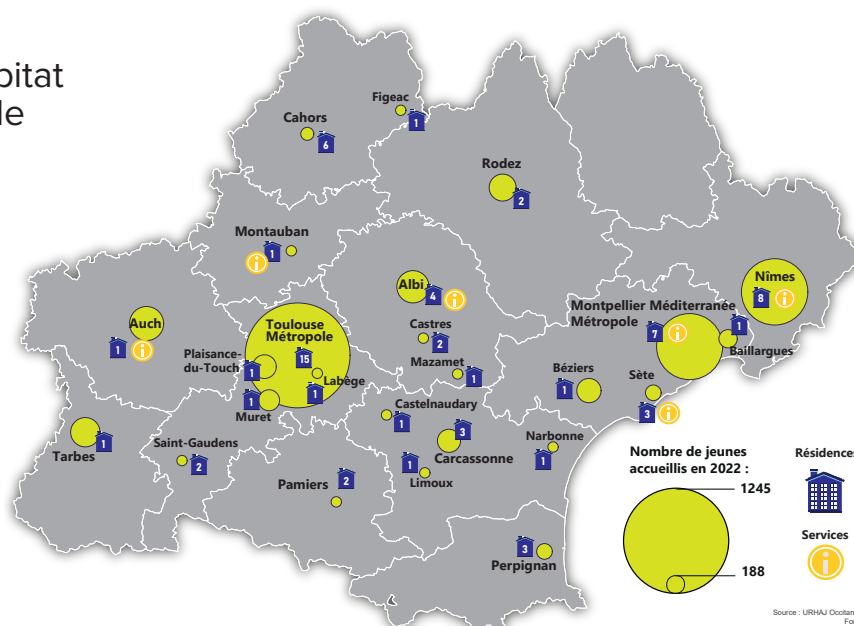 bitat
le
Figeac
1
Cahors
6
Rodez
2
Montauban
1
Albi
4
Nîmes
8
Auch
1
Toulouse
Métropole
15
Plaisance-
du-Touch
1
Labège
1
Muret
1
Castres
2
Mazamet
1
Montpellier Méditerranée
Métropole
7
1
Baillargues
Béziers
1
Sète
3
Tarbes
1
Saint-Gaudens
2
Castelnaudary
1
3
Carcassonne
Narbonne
1
1
Limoux
Pamiers
2
3
Perpignan
Nombre de jeunes
accueillis en 2022 :
1245
188
Résidences
Services
Source : URHAJ Occitan
For